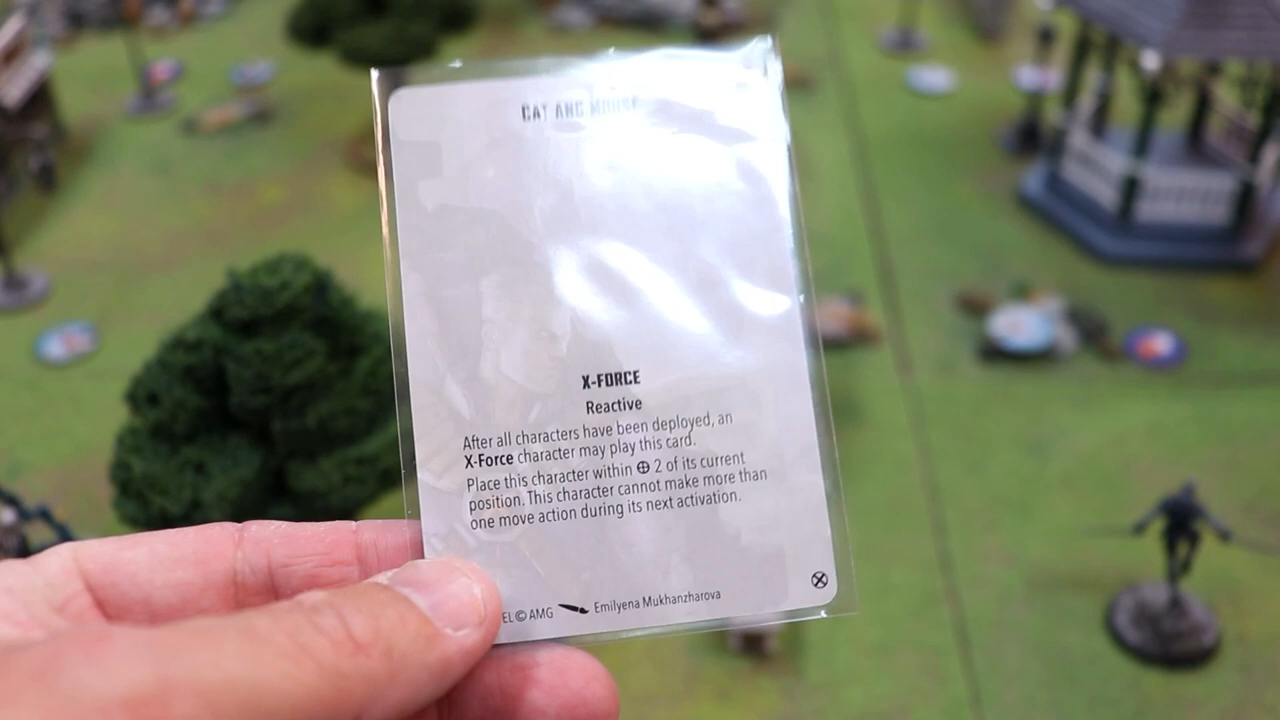 CAT AND MOUSE
X-FORCE
Reactive
After all characters have been deployed, an
X-Force character may play this card.
Place this character within 2 of its current
position. This character cannot make more than
one move action during its next activation.
EL © AMG Emilyena Mukhanzharova